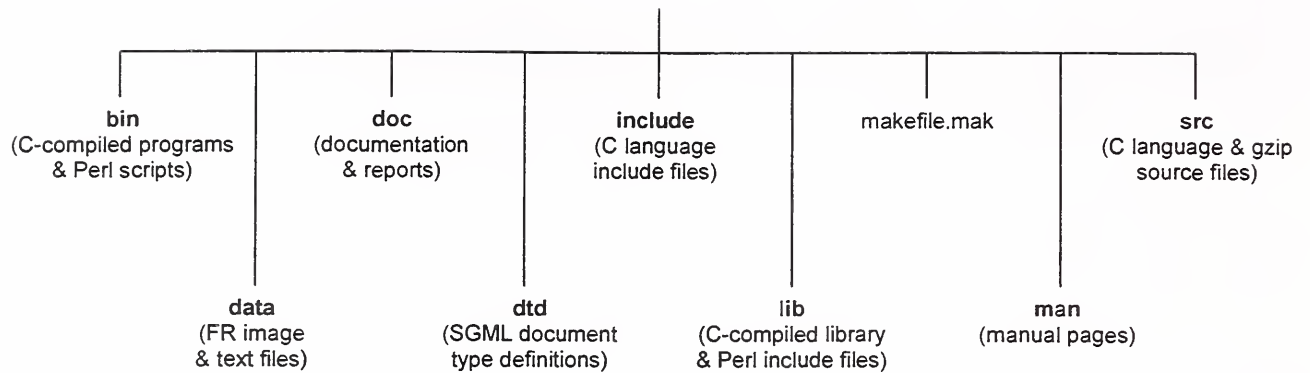 bin
(C-compiled programs
& Perl scripts)
doc
(documentation
& reports)
include
(C language
include files)
makefile.mak
src
(C language & gzip
source files)
data
(FR image
& text files)
dtd
(SGML document
type definitions)
lib
(C-compiled library
& Perl include files)
man
(manual pages)